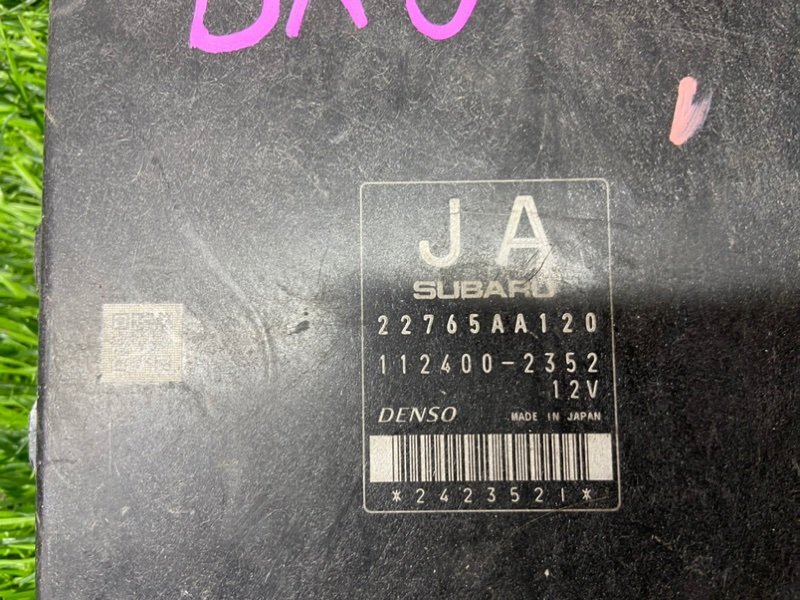 J A
SUBARU
22765AA120
112400-2352
12V
DENSO MADE IN JAPAN
*2423521*